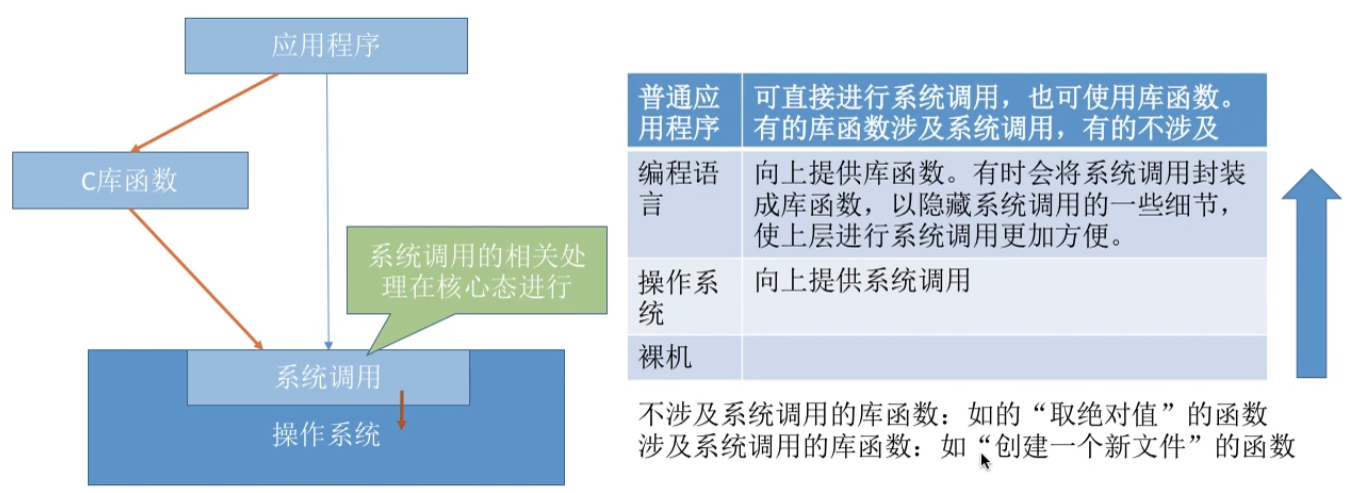 应用程序
C库函数
系统调用的相关处
理在核心态进行
系统调用
操作系统
普通应
用程序
可直接进行系统调用，也可使用库函数。
有的库函数涉及系统调用，有的不涉及
编程语
言
向上提供库函数。有时会将系统调用封装
成库函数，以隐藏系统调用的一些细节，
使上层进行系统调用更加方便。
操作系
统
向上提供系统调用
裸机
不涉及系统调用的库函数：如的“取绝对值”的函数
涉及系统调用的库函数：如“创建一个新文件”的函数